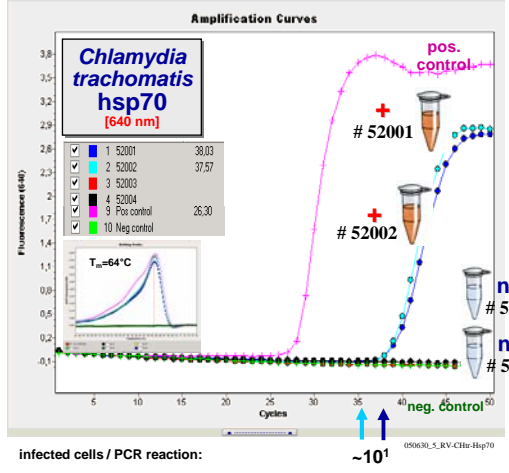 Amplification Curves
Chlamydia
trachomatis
hsp70
[640 nm]
pos.
control
3,8
3,5
3,2
2,9
2,6
2,3
2
1,7
1,4
1,1
0,8
0,5
0,2
-0,1
Fluorescence (640)
1 52001 38,03
2 52002 37,57
3 52003
4 52004
9 Pos control 26,30
10 Neg control
+
# 52001
+
# 52002
Tm=64°C
n
# 5
n
# 5
neg. control
5 10 15 20 25 30 35 40 45 50
Cycles
infected cells / PCR reaction:
~10¹
050630_5_RV-CHtr-Hsp70